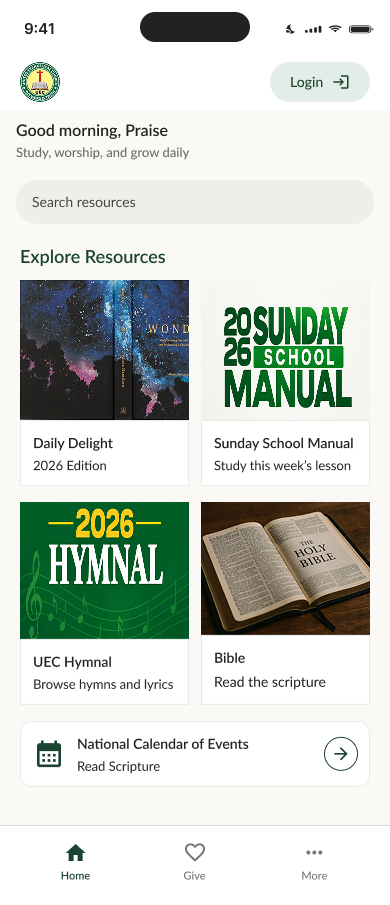 9:41
UEC
Login
Good morning, Praise
Study, worship, and grow daily
Search resources
Explore Resources
WOND
2026 SUNDAY
SCHOOL
MANUAL
Daily Delight
2026 Edition
Sunday School Manual
Study this week's lesson
2026
HYMNAL
THE
HOLY
BIBLE
UEC Hymnal
Browse hymns and lyrics
Bible
Read the scripture
National Calendar of Events
Read Scripture
Home
Give
More